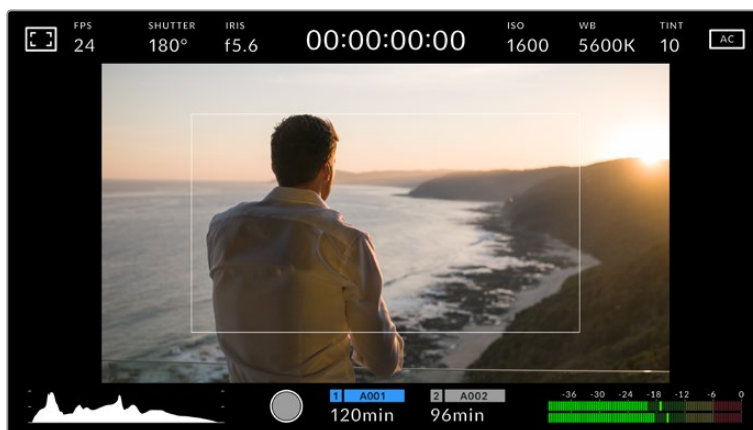 FPS SHUTTER IRIS ISO WB TINT
24 180° f5.6 00:00:00:00 1600 5600K 10 AC
1 A001 2 A002 -36 -30 -24 -18 -12 -6 0
120min 96min